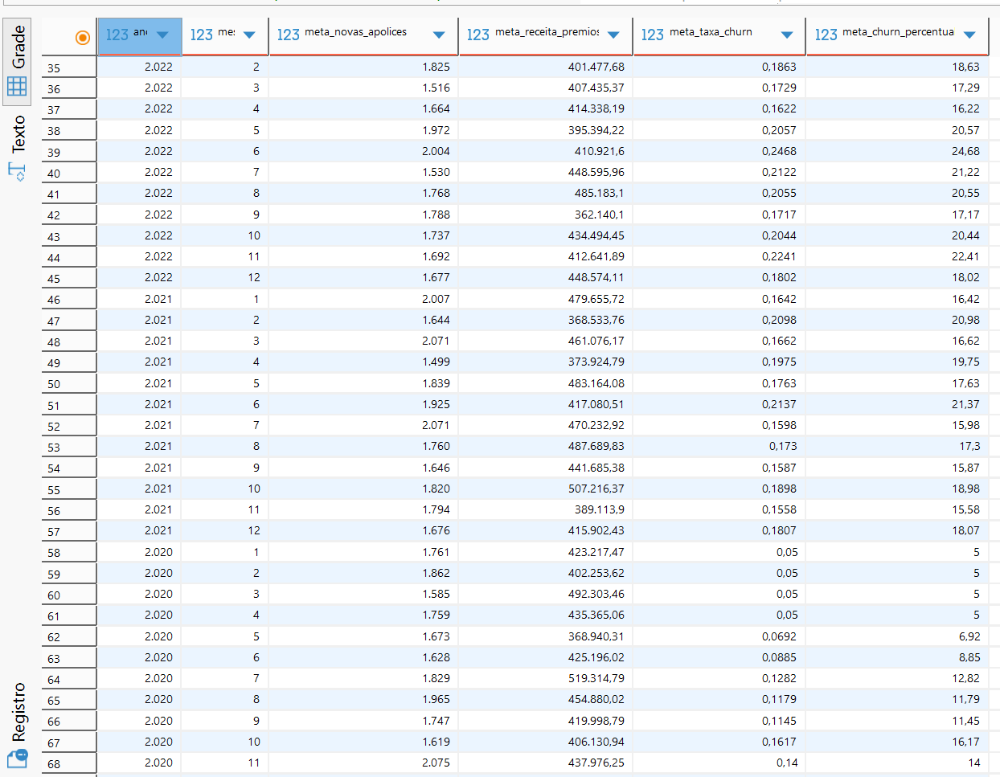 Grade
Texto
Registro
123 an 123 mes 123 meta_novas_apolices 123 meta_receita_premios 123 meta_taxa_churn 123 meta_churn_percentua
35 2.022 2 1.825 401.477,68 0,1863 18,63
36 2.022 3 1.516 407.435,37 0,1729 17,29
37 2.022 4 1.664 414.338,19 0,1622 16,22
38 2.022 5 1.972 395.394,22 0,2057 20,57
39 2.022 6 2.004 410.921,6 0,2468 24,68
40 2.022 7 1.530 448.595,96 0,2122 21,22
41 2.022 8 1.768 485.183,1 0,2055 20,55
42 2.022 9 1.788 362.140,1 0,1717 17,17
43 2.022 10 1.737 434.494,45 0,2044 20,44
44 2.022 11 1.692 412.641,89 0,2241 22,41
45 2.022 12 1.677 448.574,11 0,1802 18,02
46 2.021 1 2.007 479.655,72 0,1642 16,42
47 2.021 2 1.644 368.533,76 0,2098 20,98
48 2.021 3 2.071 461.076,17 0,1662 16,62
49 2.021 4 1.499 373.924,79 0,1975 19,75
50 2.021 5 1.839 483.164,08 0,1763 17,63
51 2.021 6 1.925 417.080,51 0,2137 21,37
52 2.021 7 2.071 470.232,92 0,1598 15,98
53 2.021 8 1.760 487.689,83 0,173 17,3
54 2.021 9 1.646 441.685,38 0,1587 15,87
55 2.021 10 1.820 507.216,37 0,1898 18,98
56 2.021 11 1.794 389.113,9 0,1558 15,58
57 2.021 12 1.676 415.902,43 0,1807 18,07
58 2.020 1 1.761 423.217,47 0,05 5
59 2.020 2 1.862 402.253,62 0,05 5
60 2.020 3 1.585 492.303,46 0,05 5
61 2.020 4 1.759 435.365,06 0,05 5
62 2.020 5 1.673 368.940,31 0,0692 6,92
63 2.020 6 1.628 425.196,02 0,0885 8,85
64 2.020 7 1.829 519.314,79 0,1282 12,82
65 2.020 8 1.965 454.880,02 0,1179 11,79
66 2.020 9 1.747 419.998,79 0,1145 11,45
67 2.020 10 1.619 406.130,94 0,1617 16,17
68 2.020 11 2.075 437.976,25 0,14 14